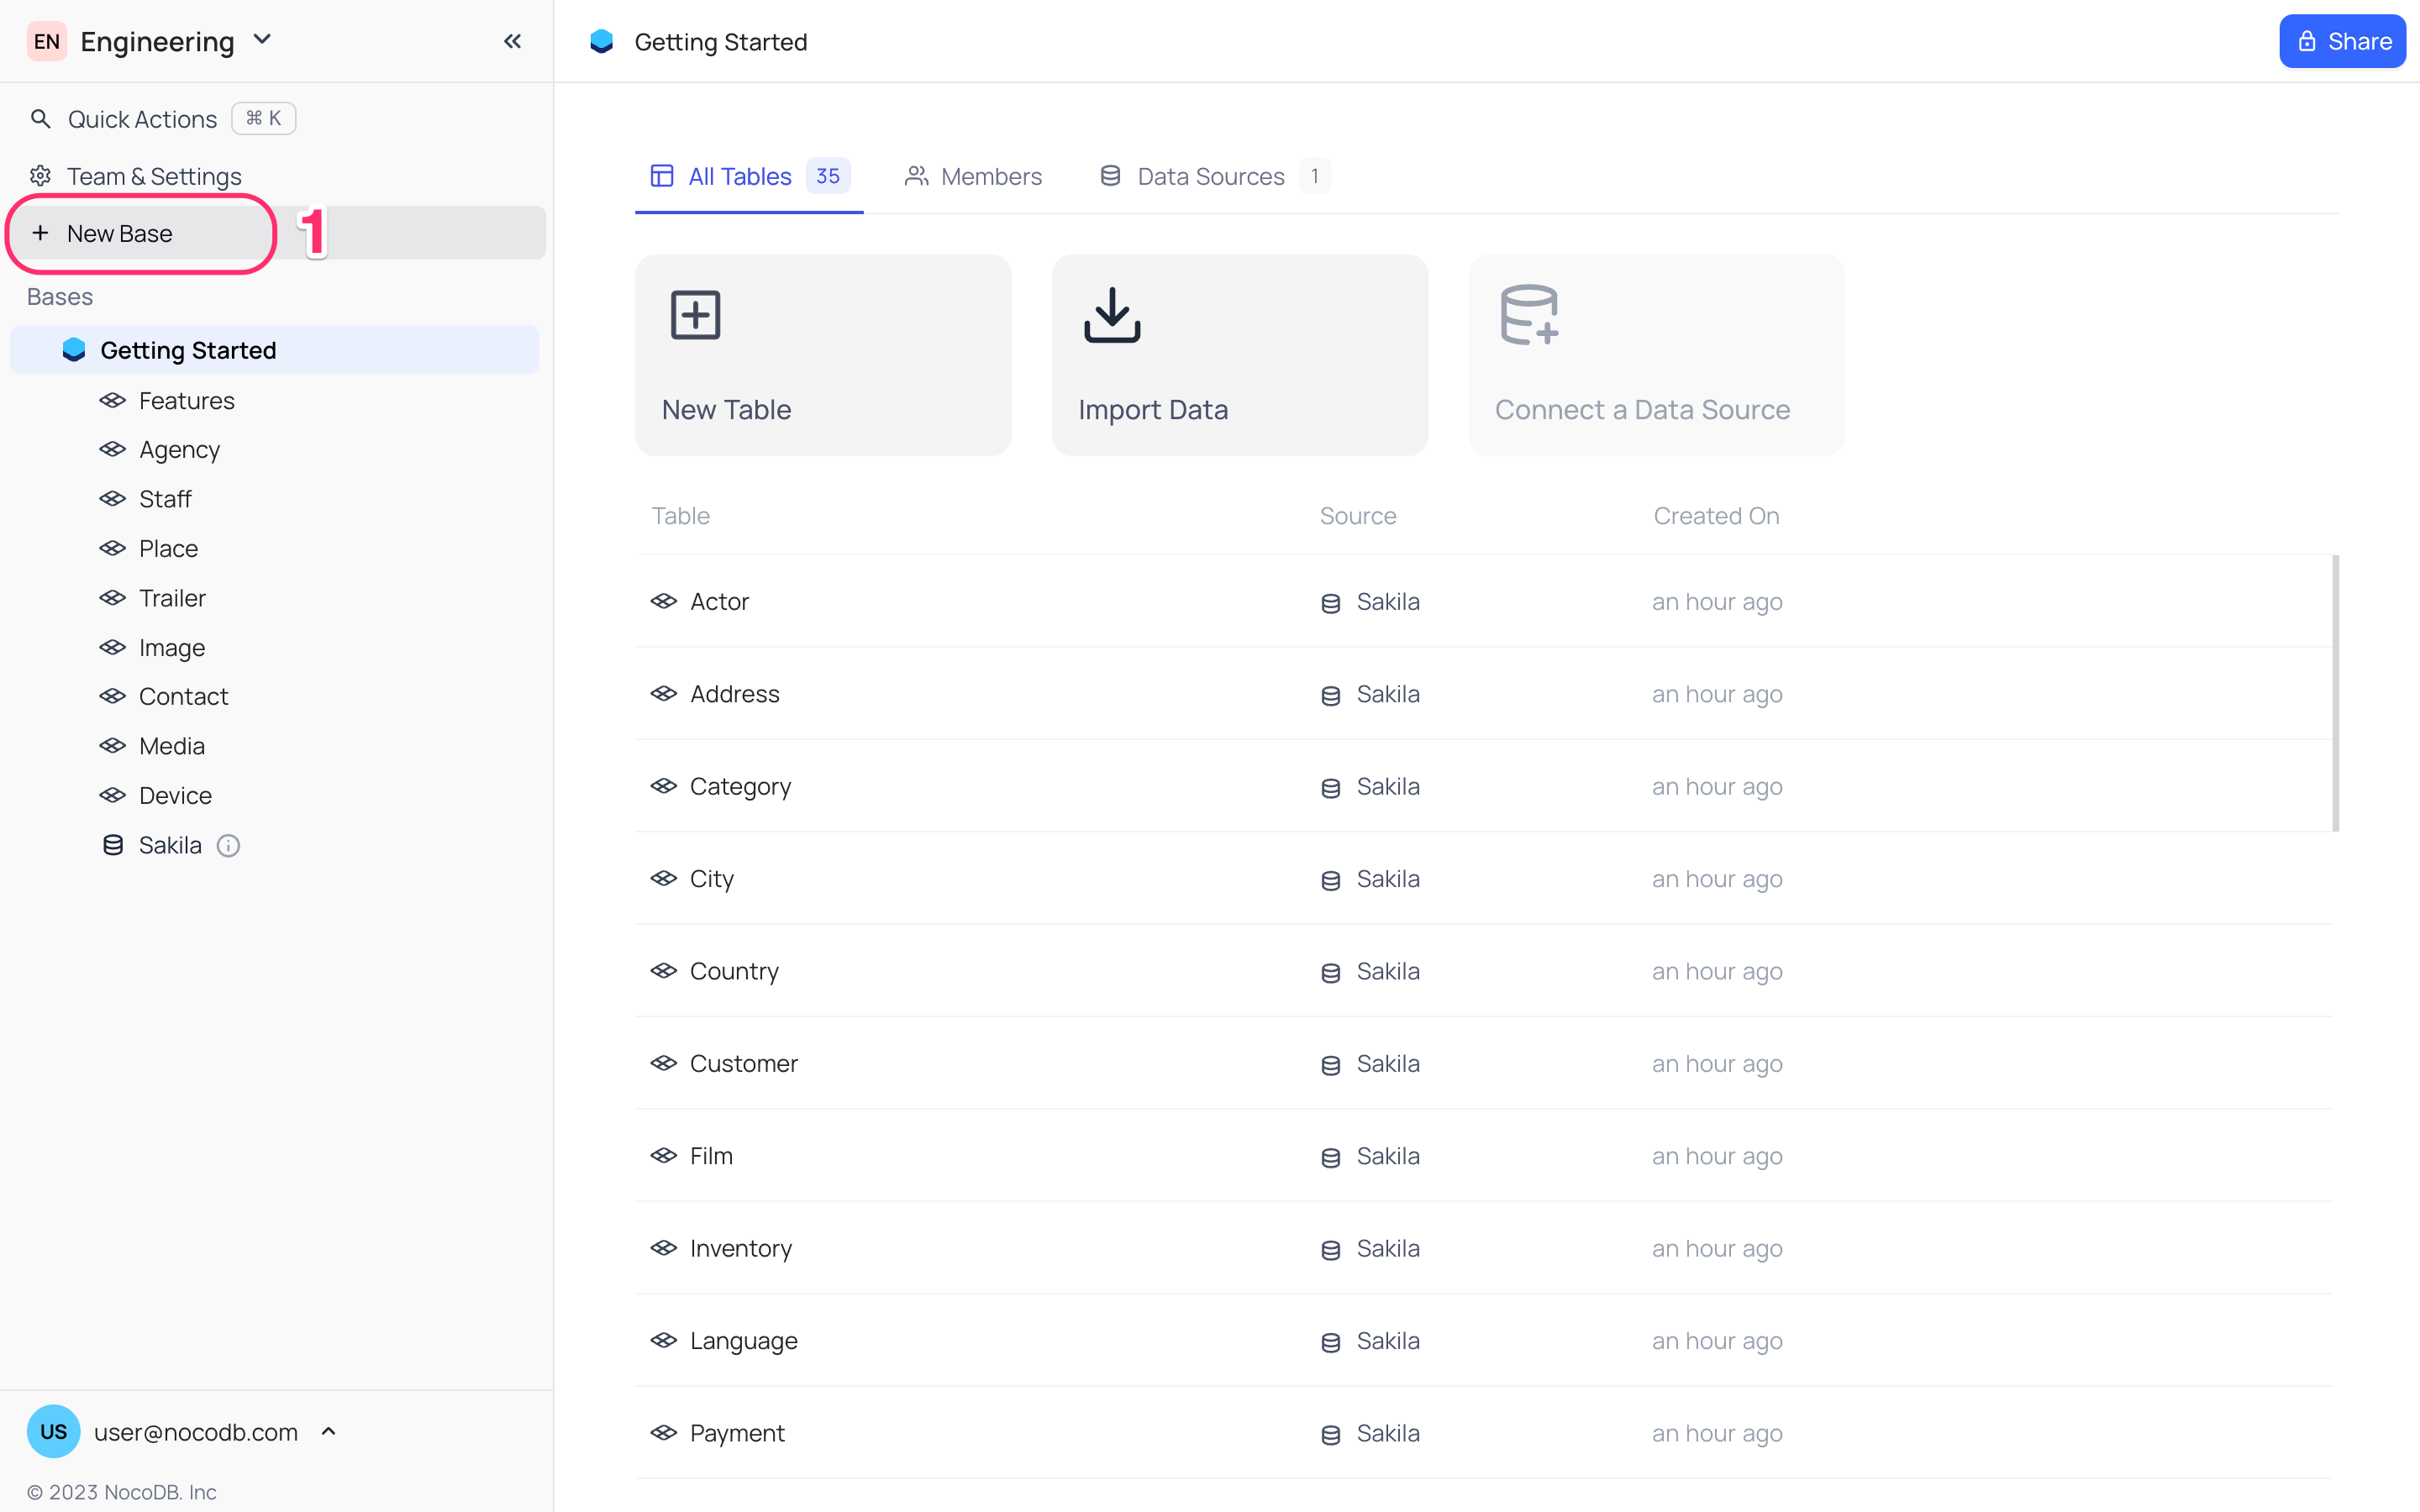 EN Engineering
Quick Actions ⌘ K
Team & Settings
New Base 1
Bases
Getting Started
Features
Agency
Staff
Place
Trailer
Image
Contact
Media
Device
Sakila
US user@nocodb.com
© 2023 NocoDB. Inc
Getting Started Share
All Tables 35 Members Data Sources 1
New Table Import Data Connect a Data Source
Table Source Created On
Actor Sakila an hour ago
Address Sakila an hour ago
Category Sakila an hour ago
City Sakila an hour ago
Country Sakila an hour ago
Customer Sakila an hour ago
Film Sakila an hour ago
Inventory Sakila an hour ago
Language Sakila an hour ago
Payment Sakila an hour ago